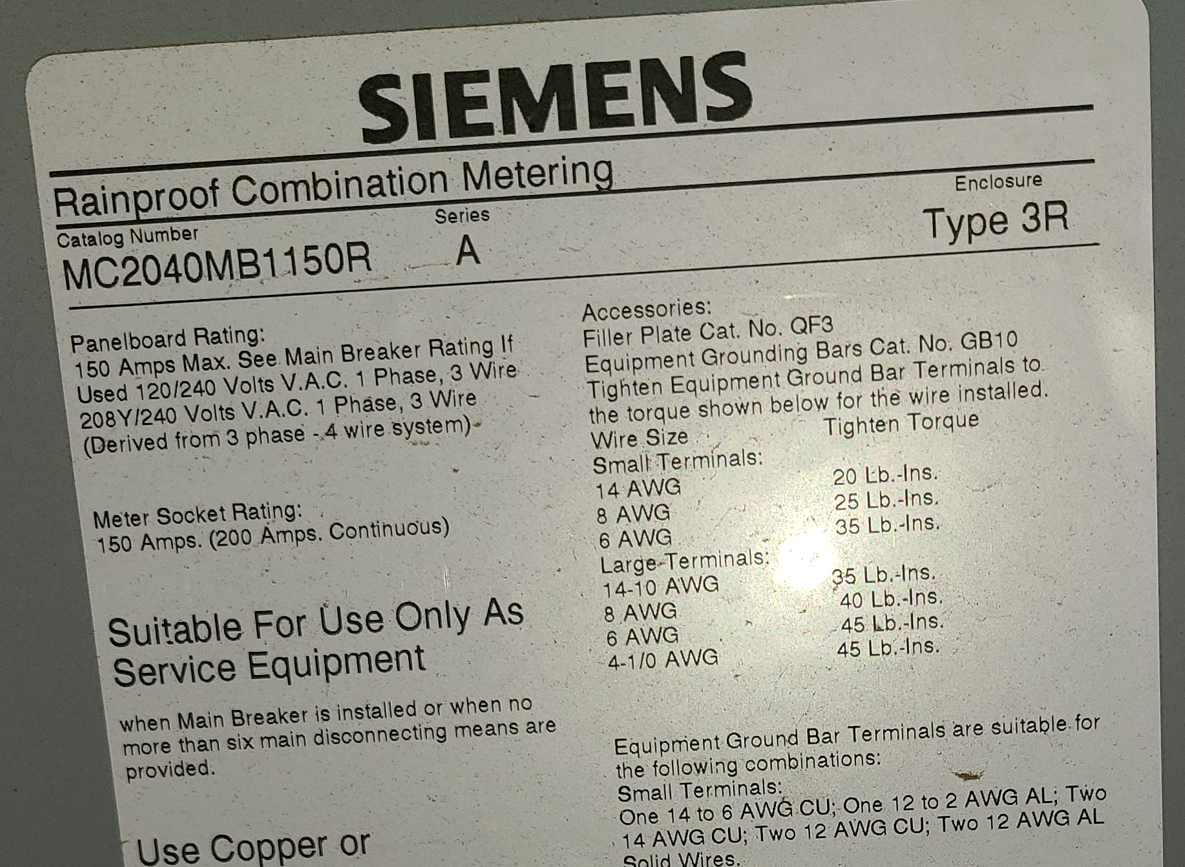 SIEMENS
Rainproof Combination Metering
Catalog Number
Series
Enclosure
MC2040MB1150R
A
Type 3R
Panelboard Rating:
150 Amps Max. See Main Breaker Rating If
Used 120/240 Volts V.A.C. 1 Phase, 3 Wire
208Y/240 Volts V.A.C. 1 Phase, 3 Wire
(Derived from 3 phase - 4 wire system)
Meter Socket Rating:
150 Amps. (200 Amps. Continuous)
Suitable For Use Only As
Service Equipment
when Main Breaker is installed or when no
more than six main disconnecting means are
provided.
Use Copper or
Accessories:
Filler Plate Cat. No. QF3
Equipment Grounding Bars Cat. No. GB10
Tighten Equipment Ground Bar Terminals to
the torque shown below for the wire installed.
Wire Size Tighten Torque
Small Terminals:
14 AWG 20 Lb.-Ins.
8 AWG 25 Lb.-Ins.
6 AWG 35 Lb.-Ins.
Large Terminals:
14-10 AWG 35 Lb.-Ins.
8 AWG 40 Lb.-Ins.
6 AWG 45 Lb.-Ins.
4-1/0 AWG 45 Lb.-Ins.
Equipment Ground Bar Terminals are suitable for
the following combinations:
Small Terminals:
One 14 to 6 AWG CU; One 12 to 2 AWG AL; Two
14 AWG CU; Two 12 AWG CU; Two 12 AWG AL
Solid Wires.